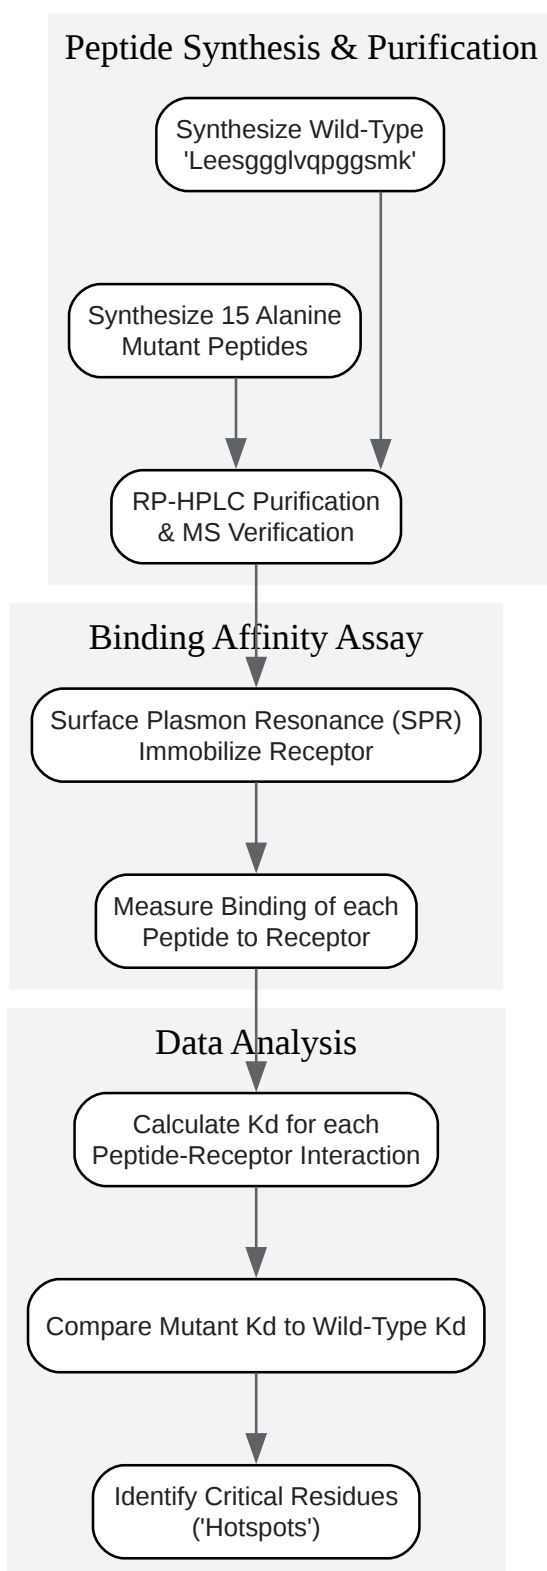 Peptide Synthesis & Purification
Synthesize Wild-Type
'Leesggglvqpggsmk'
Synthesize 15 Alanine
Mutant Peptides
RP-HPLC Purification
& MS Verification
Binding Affinity Assay
Surface Plasmon Resonance (SPR)
Immobilize Receptor
Measure Binding of each
Peptide to Receptor
Data Analysis
Calculate Kd for each
Peptide-Receptor Interaction
Compare Mutant Kd to Wild-Type Kd
Identify Critical Residues
('Hotspots')